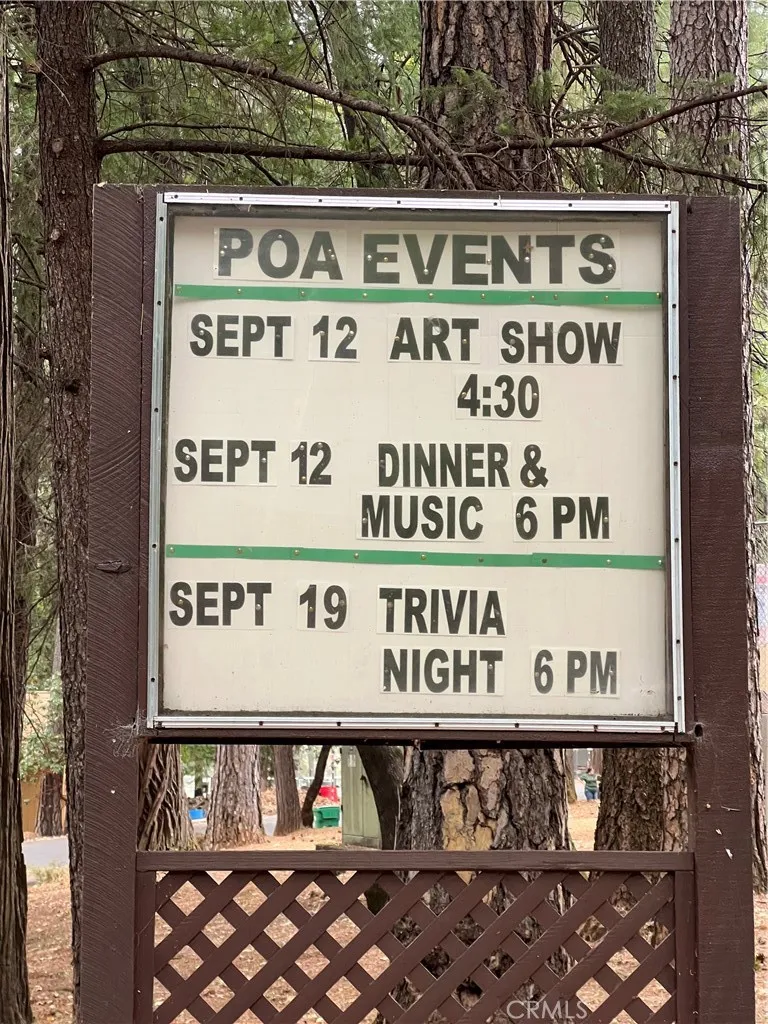 POA EVENTS
SEPT 12 ART SHOW
4:30
SEPT 12 DINNER &
MUSIC 6 PM
SEPT 19 TRIVIA
NIGHT 6 PM
CRMLS